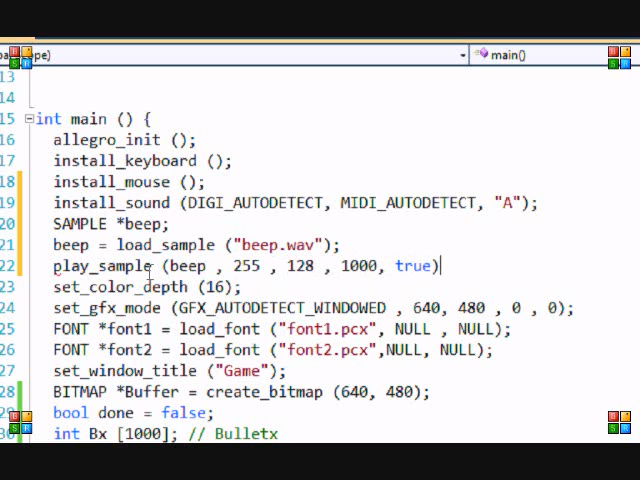 ope) main()
13
14
15 int main () {
16 allegro_init ();
17 install_keyboard ();
18 install_mouse ();
19 install_sound (DIGI_AUTODETECT, MIDI_AUTODETECT, "A");
20 SAMPLE *beep;
21 beep = load_sample ("beep.wav");
22 play_sample (beep , 255 , 128 , 1000, true)
23 set_color_depth (16);
24 set_gfx_mode (GFX_AUTODETECT_WINDOWED , 640, 480 , 0 , 0);
25 FONT *font1 = load_font ("font1.pcx", NULL , NULL);
26 FONT *font2 = load_font ("font2.pcx",NULL, NULL);
27 set_window_title ("Game");
28 BITMAP *Buffer = create_bitmap (640, 480);
bool done = false;
int Bx [1000]; // Bulletx